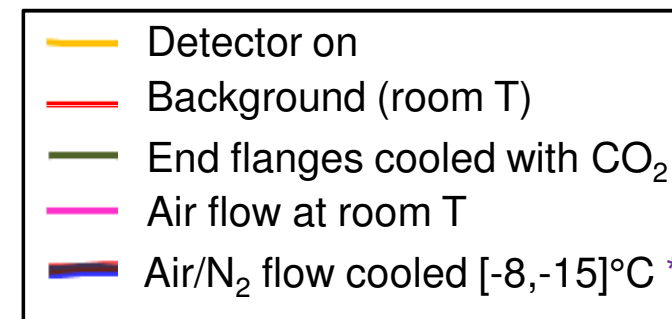 Detector on
Background (room T)
End flanges cooled with CO₂
Air flow at room T
Air/N₂ flow cooled [-8,-15]°C *